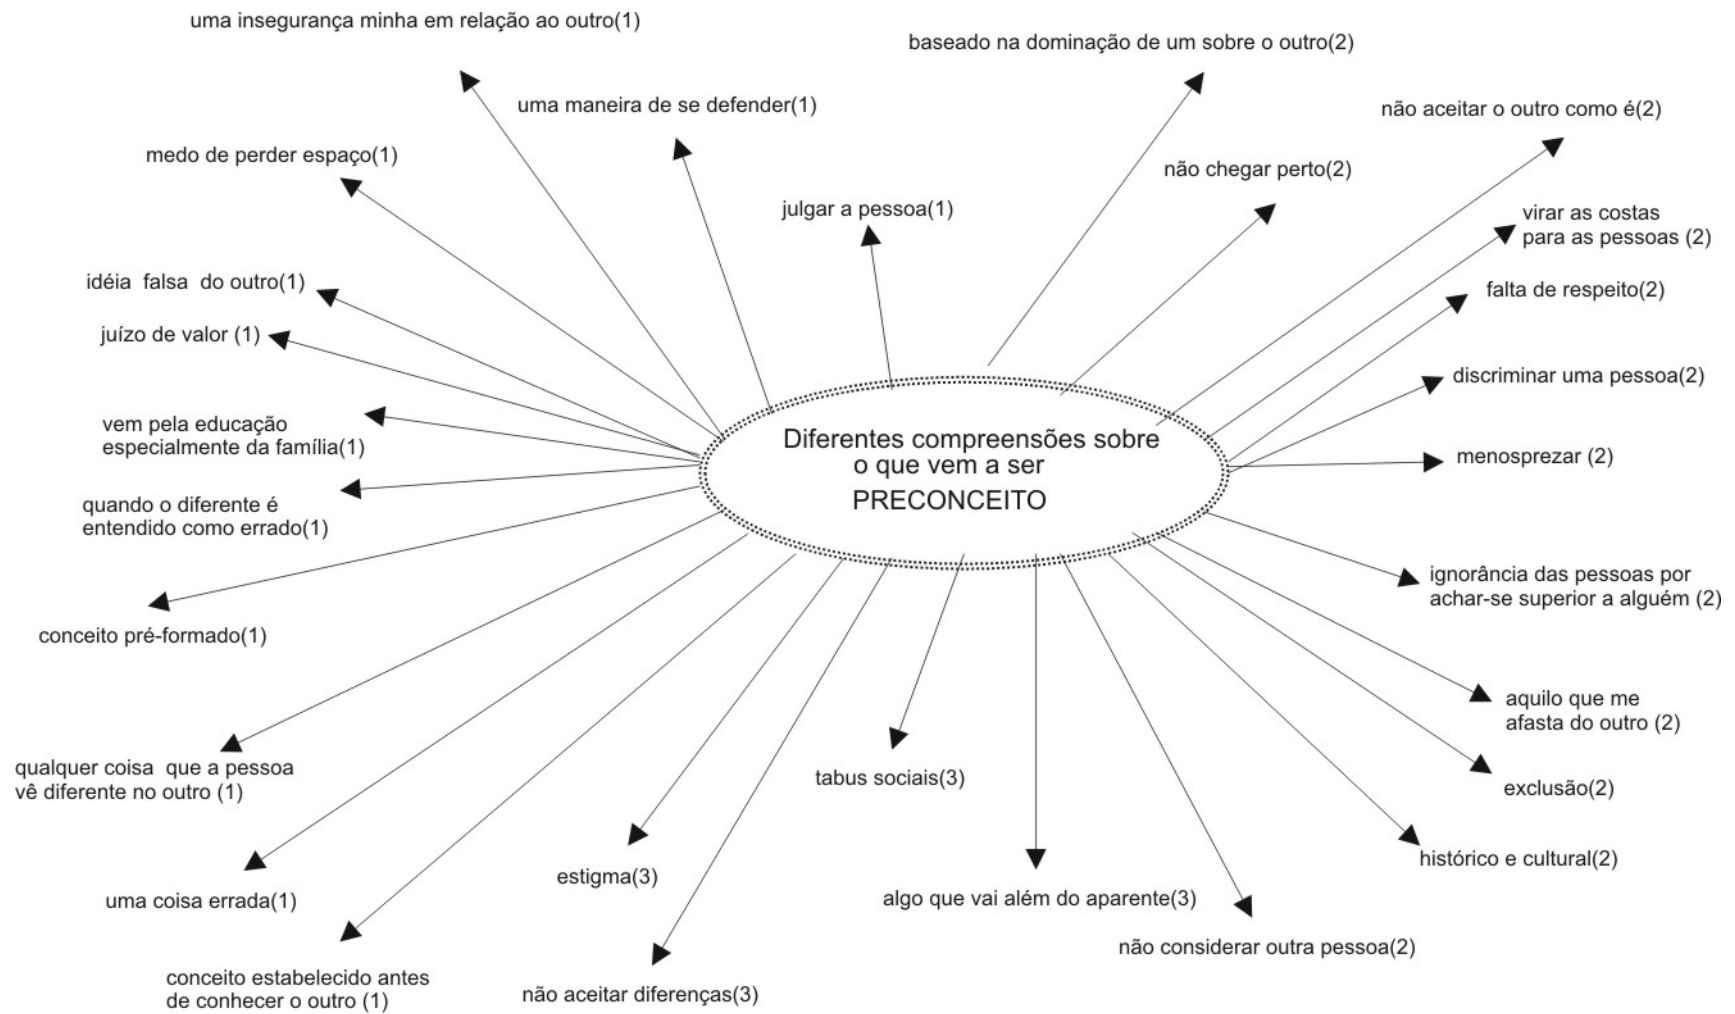 uma insegurança minha em relação ao outro(1)
baseado na dominação de um sobre o outro(2)
uma maneira de se defender(1)
não aceitar o outro como é(2)
medo de perder espaço(1)
não chegar perto(2)
julgar a pessoa(1)
virar as costas
para as pessoas (2)
idéia falsa do outro(1)
falta de respeito(2)
juízo de valor (1)
discriminar uma pessoa(2)
vem pela educação
especialmente da família(1)
Diferentes compreensões sobre
o que vem a ser
PRECONCEITO
menosprezar (2)
quando o diferente é
entendido como errado(1)
ignorância das pessoas por
achar-se superior a alguém (2)
conceito pré-formado(1)
aquilo que me
afasta do outro (2)
qualquer coisa que a pessoa
vê diferente no outro (1)
tabus sociais(3)
exclusão(2)
histórico e cultural(2)
estigma(3)
uma coisa errada(1)
algo que vai além do aparente(3)
não considerar outra pessoa(2)
conceito estabelecido antes
de conhecer o outro (1)
não aceitar diferenças(3)